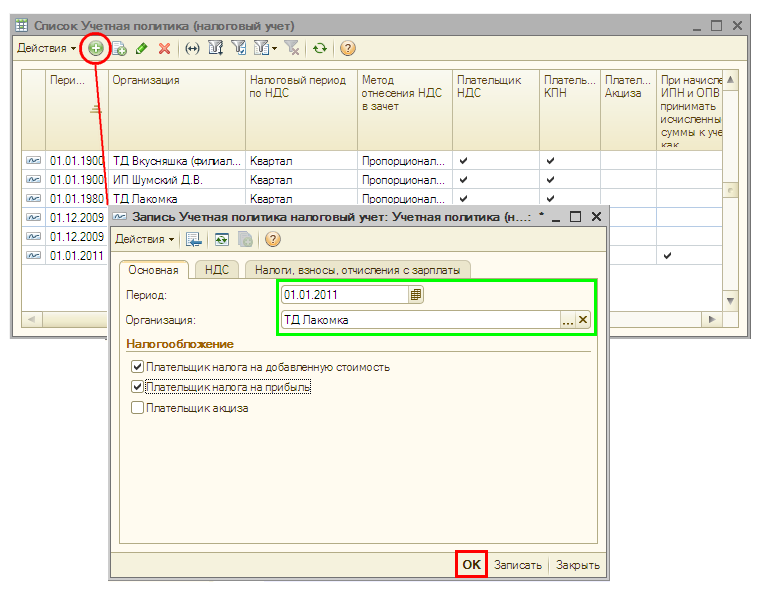 Список Учетная политика (налоговый учет)
Действия
Пери... Организация Налоговый период по НДС Метод отнесения НДС в зачет Плательщик НДС Платель... КПН Плател... Акциза При начисле ИПН и ОПВ принимать исчисленны суммы к уче как
01.01.1900 ТД Вкусняшка (филиал... Квартал Пропорционал...
01.01.1900 ИП Шумский Д.В. Квартал Пропорционал...
01.01.1980 ТД Лакомка Квартал Пропорционал...
01.12.2009
01.12.2009
01.01.2011
Запись Учетная политика налоговый учет: Учетная политика (н...: *
Действия
Основная НДС Налоги, взносы, отчисления с зарплаты
Период: 01.01.2011
Организация: ТД Лакомка ...
Налогообложение
Плательщик налога на добавленную стоимость
Плательщик налога на прибыль
Плательщик акциза
OK Записать Закрыть